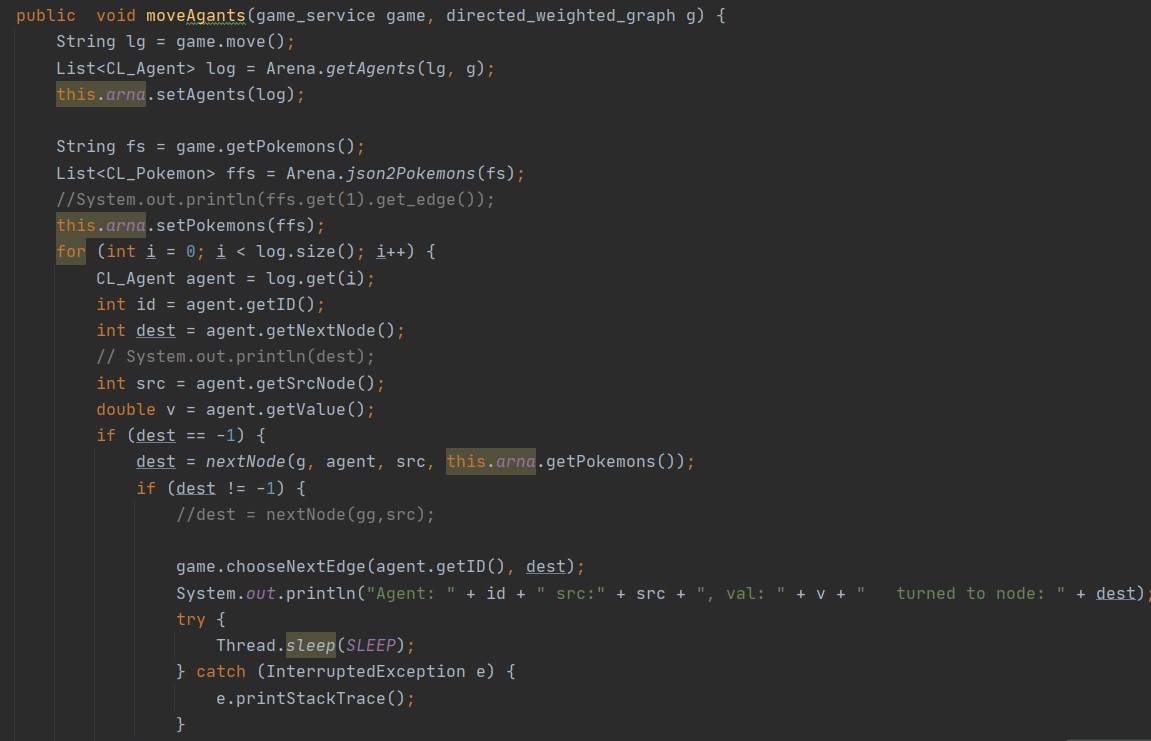 public  void moveAgants(game_service game, directed_weighted_graph g) {
    String lg = game.move();
    List<CL_Agent> log = Arena.getAgents(lg, g);
    this.arna.setAgents(log);

    String fs = game.getPokemons();
    List<CL_Pokemon> ffs = Arena.json2Pokemons(fs);
    //System.out.println(ffs.get(1).get_edge());
    this.arna.setPokemons(ffs);
    for (int i = 0; i < log.size(); i++) {
        CL_Agent agent = log.get(i);
        int id = agent.getID();
        int dest = agent.getNextNode();
        // System.out.println(dest);
        int src = agent.getSrcNode();
        double v = agent.getValue();
        if (dest == -1) {
            dest = nextNode(g, agent, src, this.arna.getPokemons());
            if (dest != -1) {
                //dest = nextNode(gg,src);

                game.chooseNextEdge(agent.getID(), dest);
                System.out.println("Agent: " + id + " src:" + src + ", val: " + v + "   turned to node: " + dest);
                try {
                    Thread.sleep(SLEEP);
                } catch (InterruptedException e) {
                    e.printStackTrace();
                }